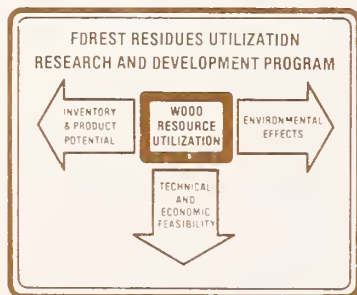 FOREST RESIDUES UTILIZATION
RESEARCH AND DEVELOPMENT PROGRAM
INVENTORY
& PRODUCT
POTENTIAL
WOOD
RESOURCE
UTILIZATION
ENVIRONMENTAL
EFFECTS
TECHNICAL
AND
ECONOMIC
FEASIBILITY